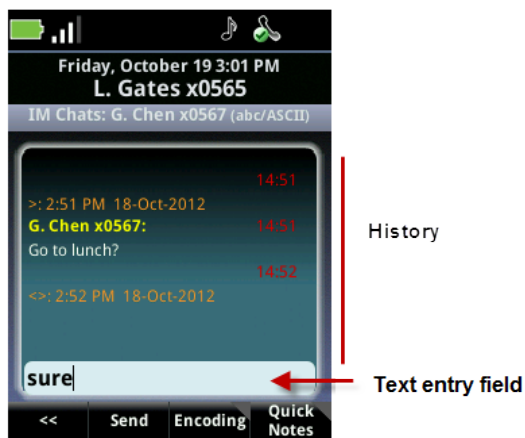 Friday, October 19 3:01 PM
L. Gates x0565
IM Chats: G. Chen x0567 (abc/ASCII)
14:51
>: 2:51 PM 18-Oct-2012
G. Chen x0567: 14:51
Go to lunch?
14:52
<>: 2:52 PM 18-Oct-2012
History
sure
Text entry field
<< Send Encoding Quick Notes